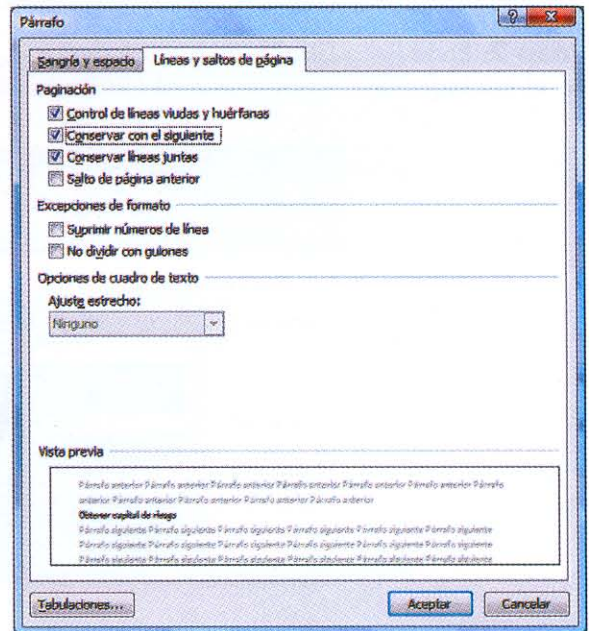 Párrafo
Sangría y espacio Líneas y saltos de página
Paginación
Control de líneas viudas y huérfanas
Conservar con el siguiente
Conservar líneas juntas
Salto de página anterior
Excepciones de formato
Suprimir números de línea
No dividir con guiones
Opciones de cuadro de texto
Ajuste estrecho:
Ninguno
Vista previa
Párrafo anterior Párrafo anterior Párrafo anterior Párrafo anterior Párrafo anterior Párrafo anterior Párrafo
anterior Párrafo anterior Párrafo anterior Párrafo anterior Párrafo anterior
Obtener capital de riesgo
Párrafo siguiente Párrafo siguiente Párrafo siguiente Párrafo siguiente Párrafo siguiente Párrafo siguiente
Párrafo siguiente Párrafo siguiente Párrafo siguiente Párrafo siguiente Párrafo siguiente Párrafo siguiente
Párrafo siguiente Párrafo siguiente Párrafo siguiente Párrafo siguiente Párrafo siguiente Párrafo siguiente
Tabulaciones... Aceptar Cancelar